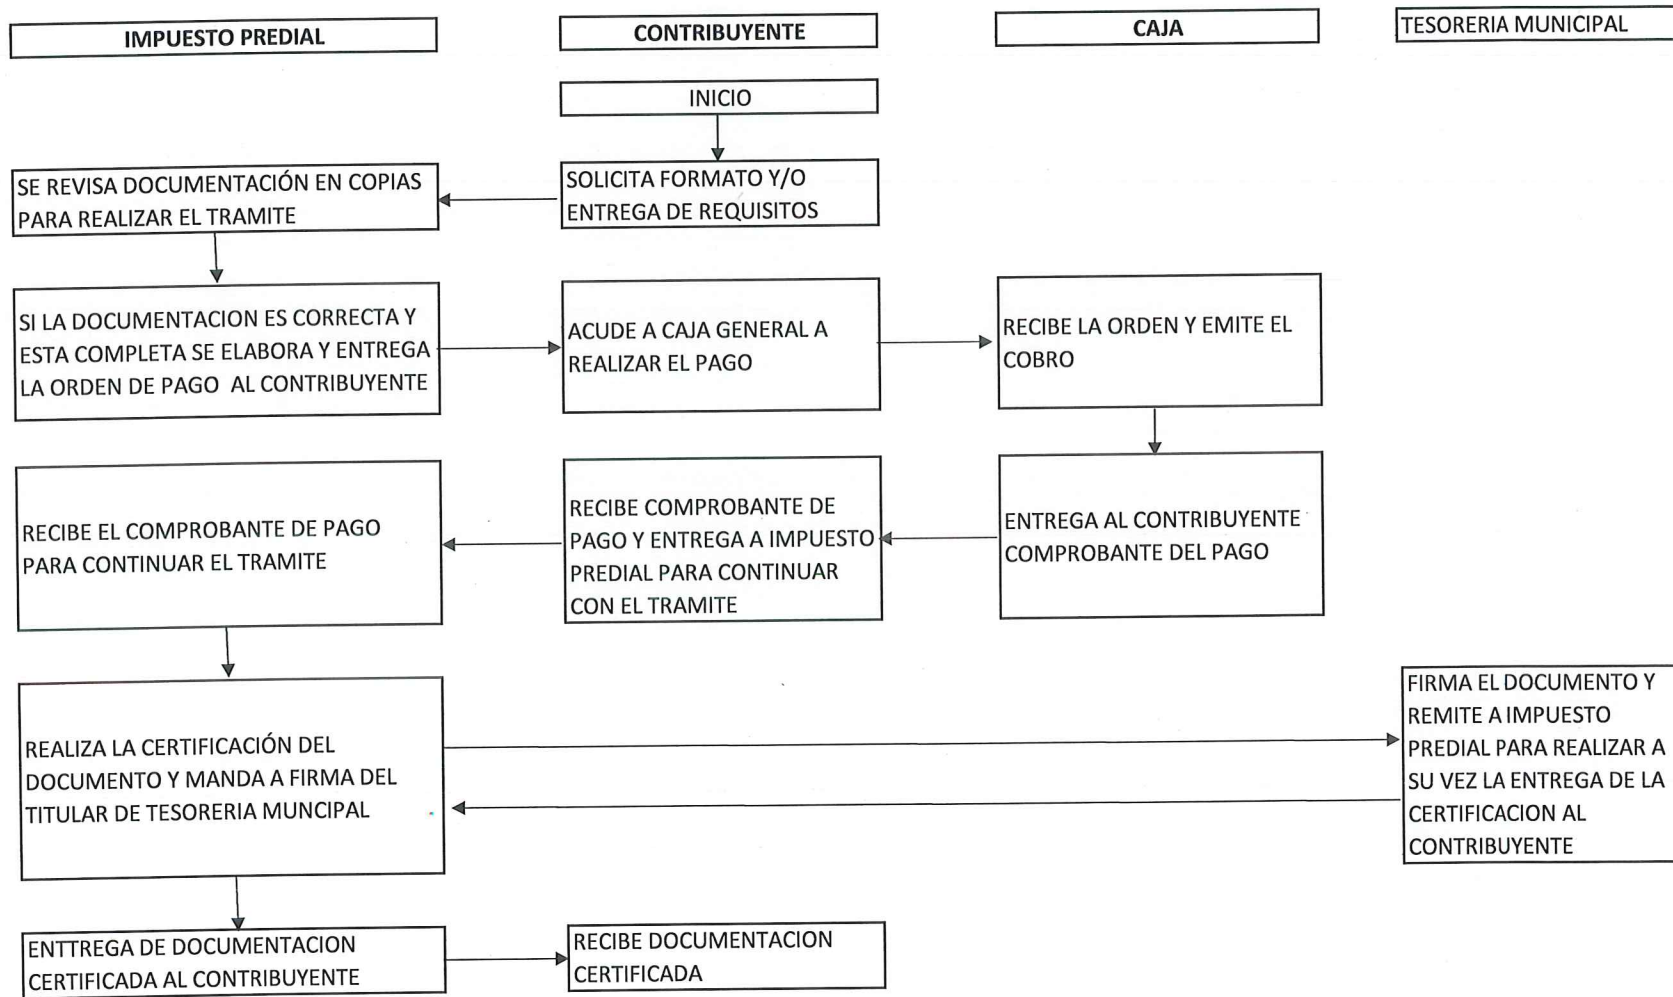 IMPUESTO PREDIAL
CONTRIBUYENTE
CAJA
TESORERIA MUNICIPAL
INICIO
SE REVISA DOCUMENTACIÓN EN COPIAS
PARA REALIZAR EL TRAMITE
SOLICITA FORMATO Y/O
ENTREGA DE REQUISITOS
SI LA DOCUMENTACION ES CORRECTA Y
ESTA COMPLETA SE ELABORA Y ENTREGA
LA ORDEN DE PAGO AL CONTRIBUYENTE
ACUDE A CAJA GENERAL A
REALIZAR EL PAGO
RECIBE LA ORDEN Y EMITE EL
COBRO
RECIBE EL COMPROBANTE DE PAGO
PARA CONTINUAR EL TRAMITE
RECIBE COMPROBANTE DE
PAGO Y ENTREGA A IMPUESTO
PREDIAL PARA CONTINUAR
CON EL TRAMITE
ENTREGA AL CONTRIBUYENTE
COMPROBANTE DEL PAGO
REALIZA LA CERTIFICACIÓN DEL
DOCUMENTO Y MANDA A FIRMA DEL
TITULAR DE TESORERIA MUNCIPAL
FIRMA EL DOCUMENTO Y
REMITE A IMPUESTO
PREDIAL PARA REALIZAR A
SU VEZ LA ENTREGA DE LA
CERTIFICACION AL
CONTRIBUYENTE
ENTTREGA DE DOCUMENTACION
CERTIFICADA AL CONTRIBUYENTE
RECIBE DOCUMENTACION
CERTIFICADA